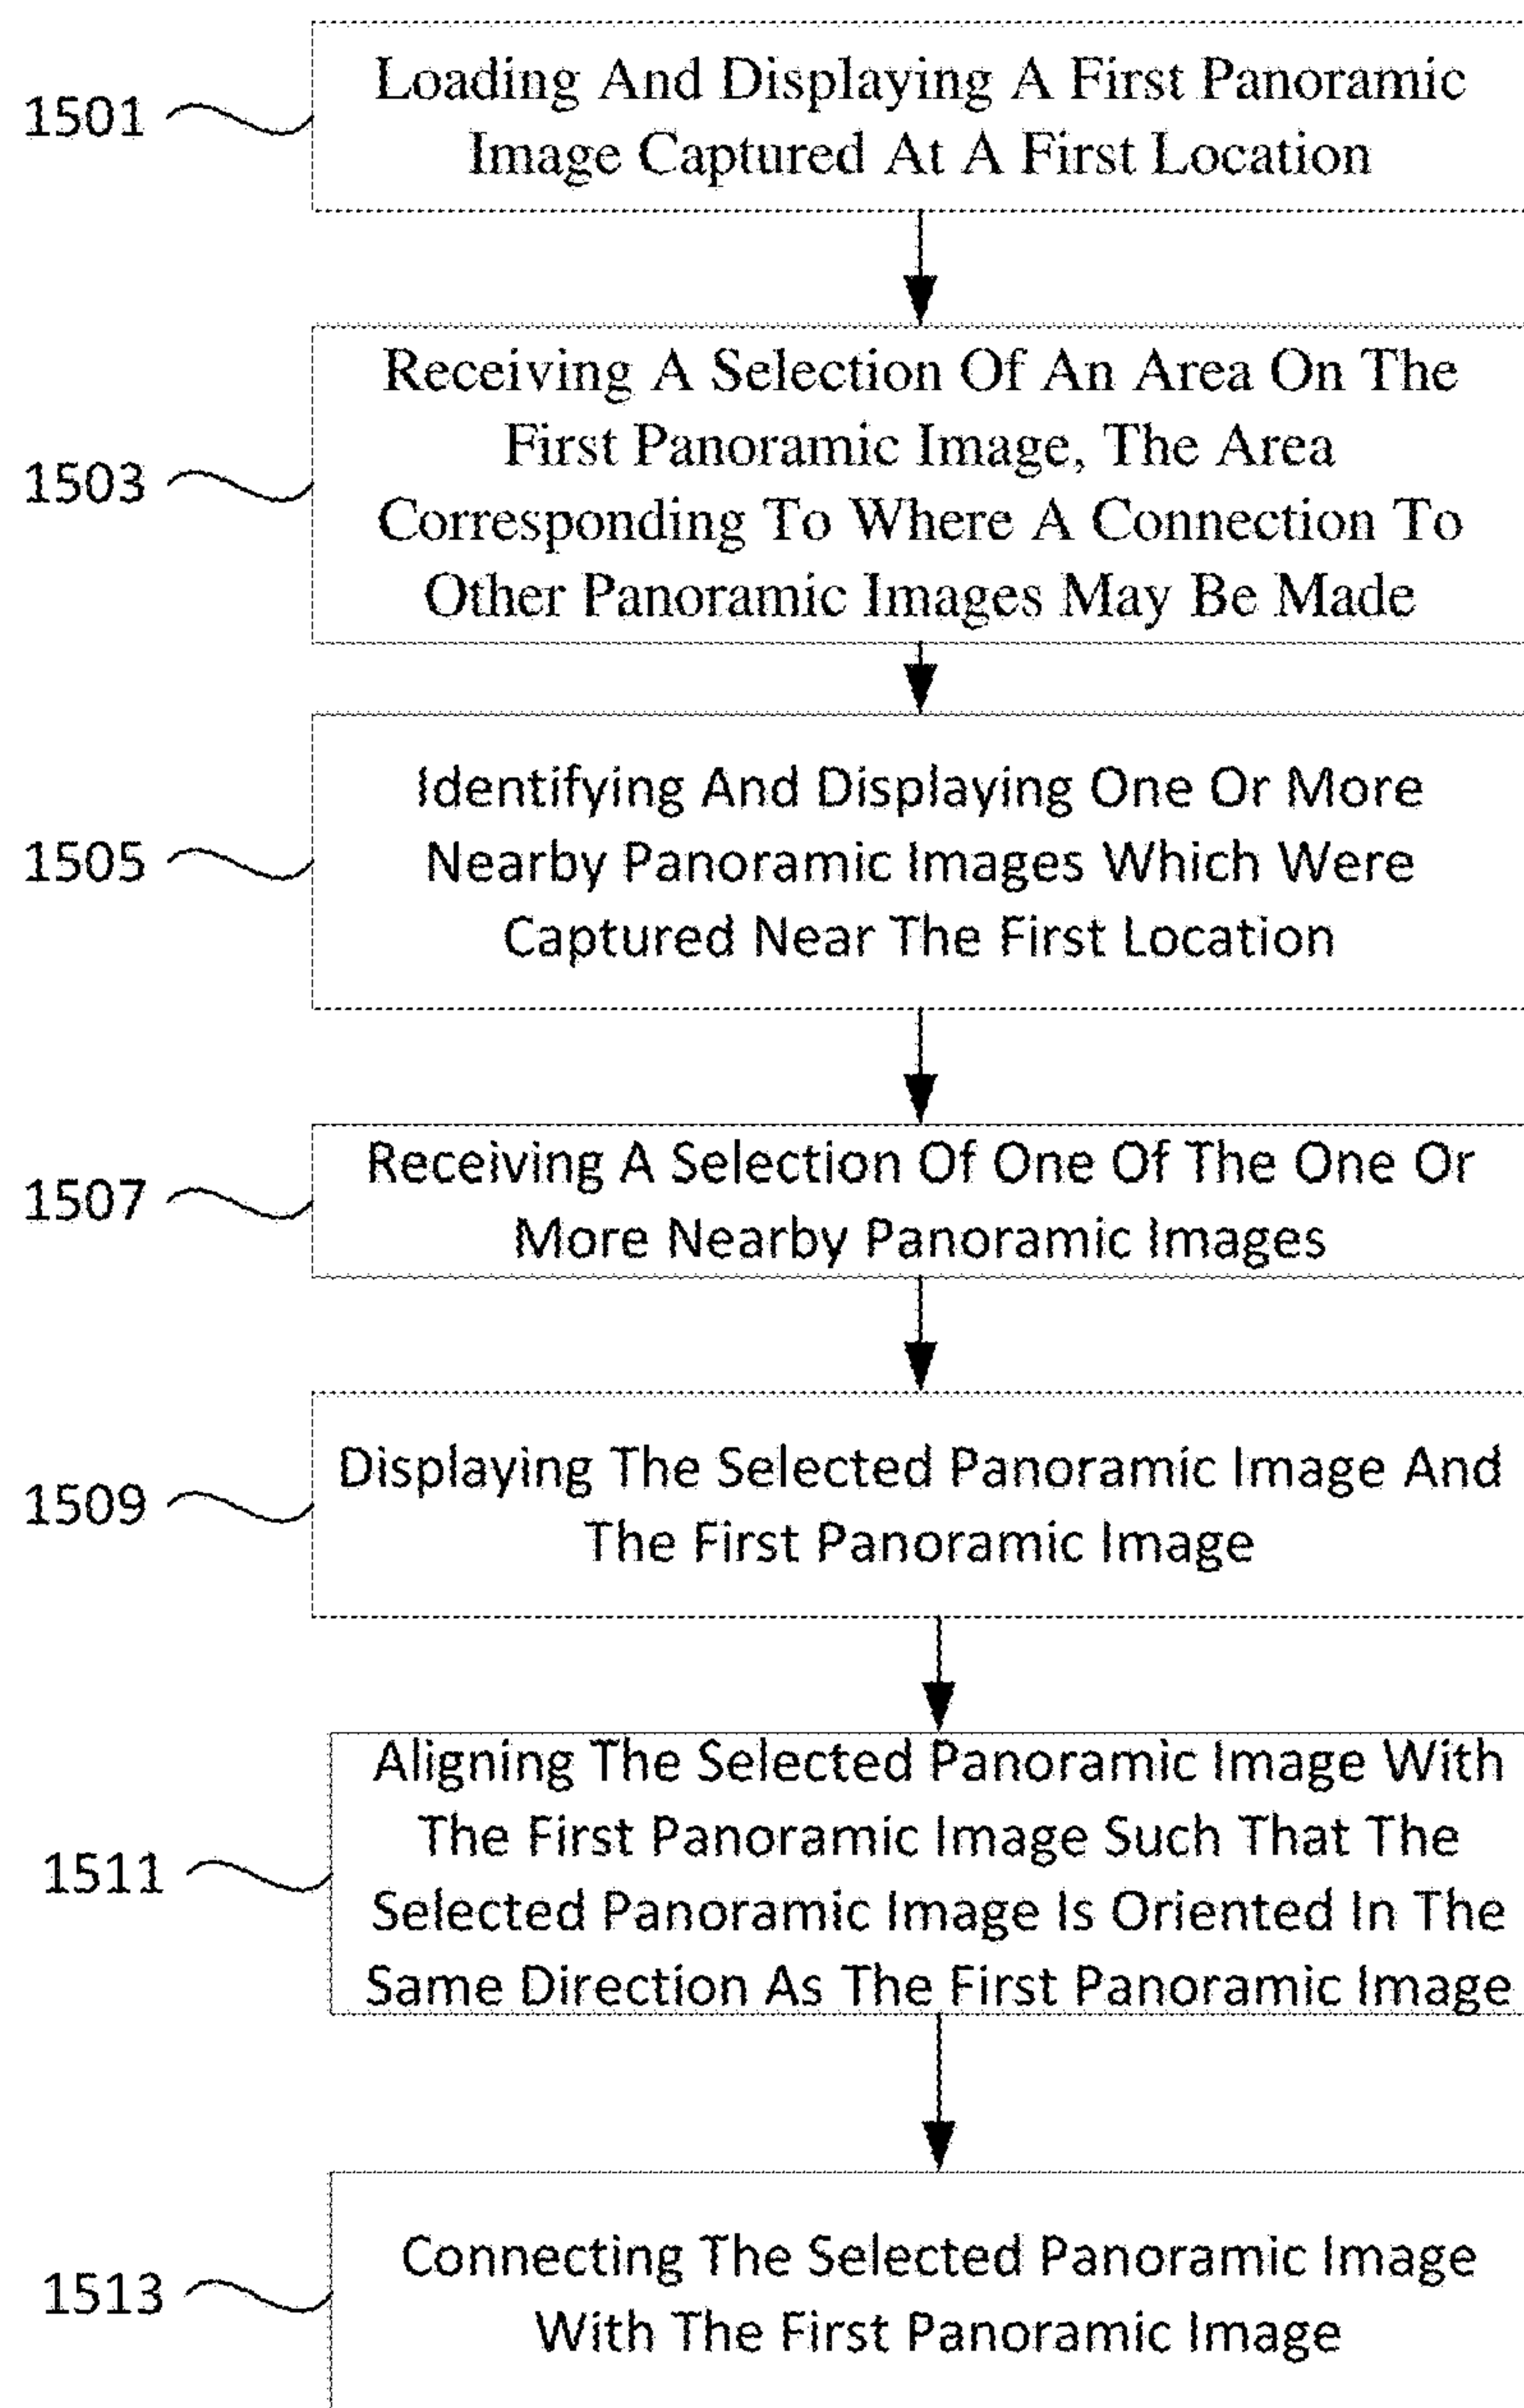 1501
Loading And Displaying A First Panoramic
Image Captured At A First Location
1503
Receiving A Selection Of An Area On The
First Panoramic Image, The Area
Corresponding To Where A Connection To
Other Panoramic Images May Be Made
1505
Identifying And Displaying One Or More
Nearby Panoramic Images Which Were
Captured Near The First Location
1507
Receiving A Selection Of One Of The One Or
More Nearby Panoramic Images
1509
Displaying The Selected Panoramic Image And
The First Panoramic Image
1511
Aligning The Selected Panoramic Image With
The First Panoramic Image Such That The
Selected Panoramic Image Is Oriented In The
Same Direction As The First Panoramic Image
1513
Connecting The Selected Panoramic Image
With The First Panoramic Image